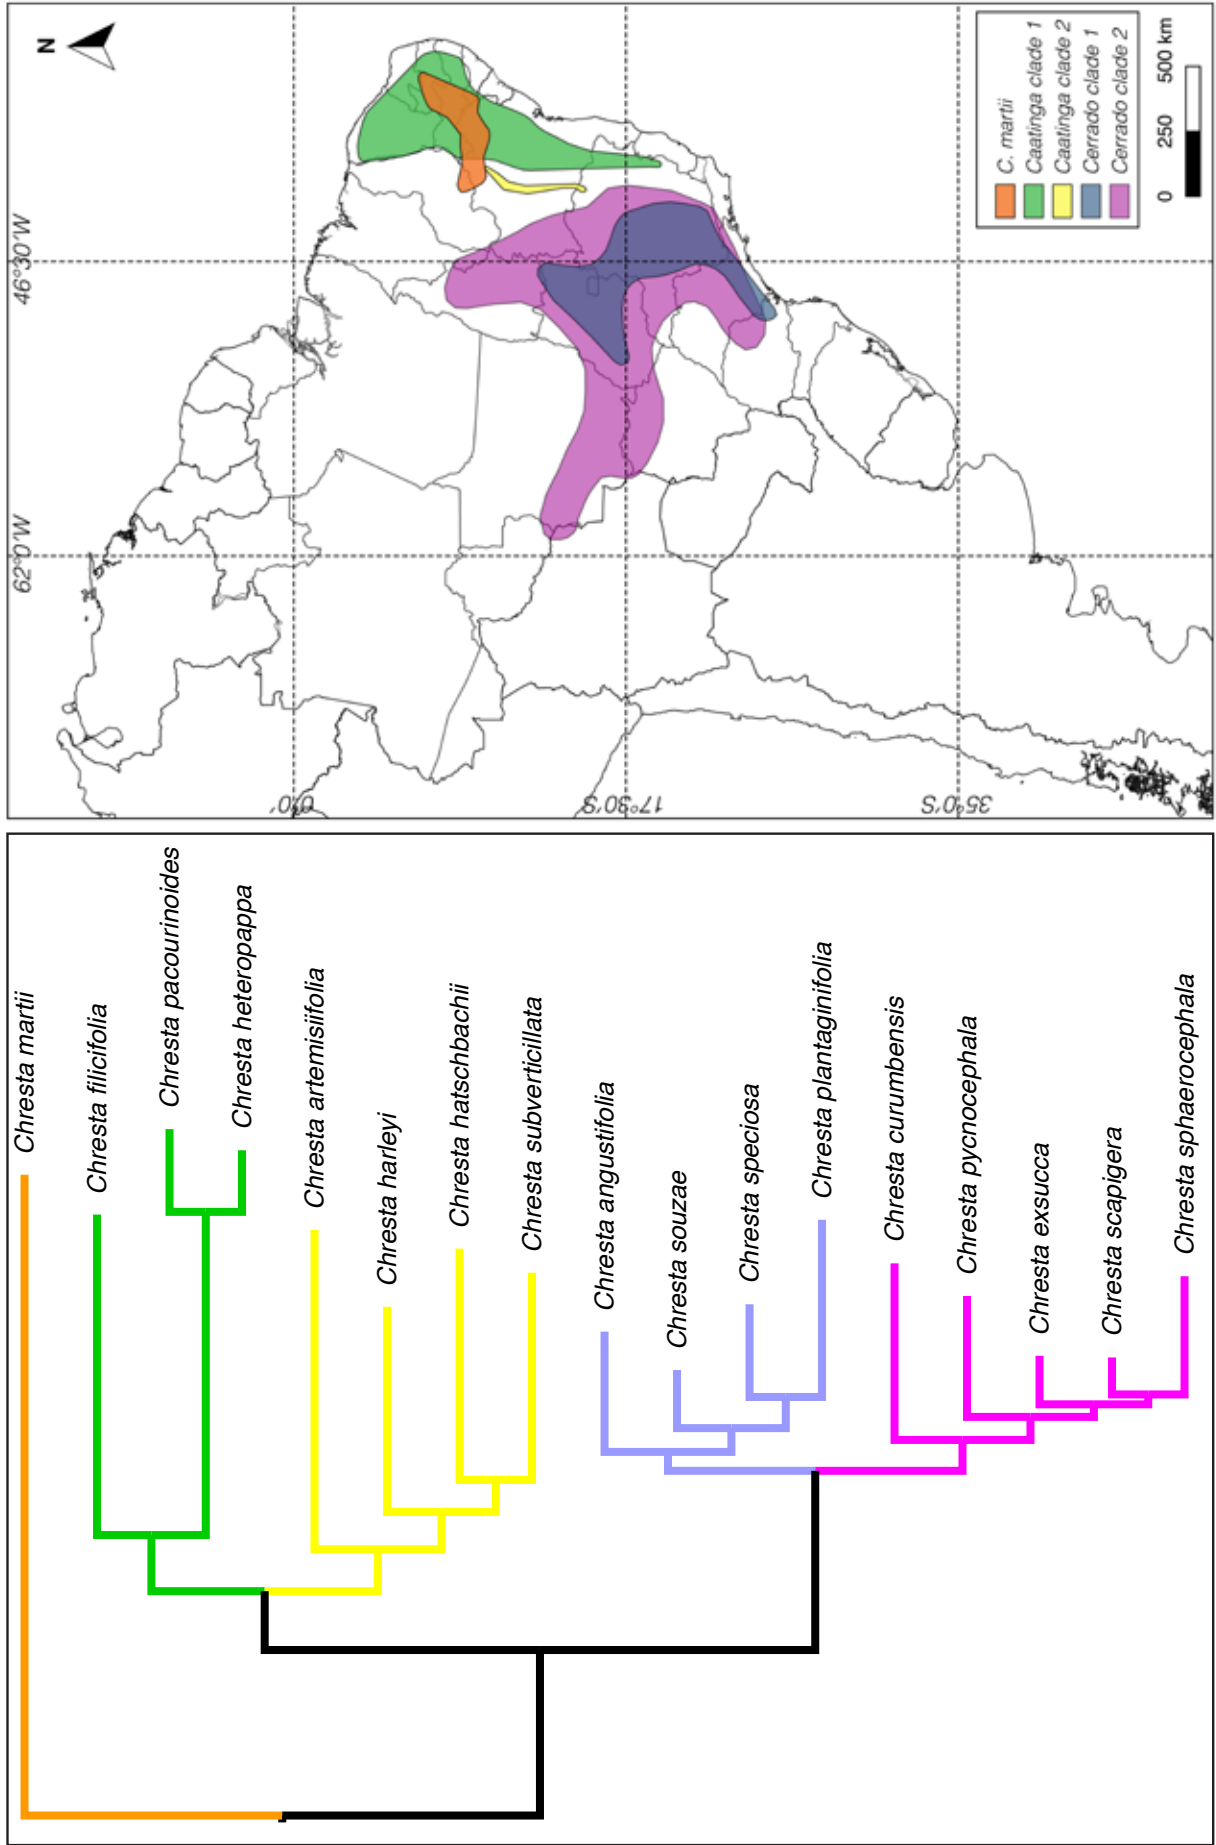 Chresta martii
Chresta filicifolia
Chresta pacourinoides
Chresta heteropappa
Chresta artemisiifolia
Chresta harleyi
Chresta hatschbachii
Chresta subverticillata
Chresta angustifolia
Chresta souzae
Chresta speciosa
Chresta plantaginifolia
Chresta curumbensis
Chresta pycnocephala
Chresta exsucca
Chresta scapigera
Chresta sphaerocephala
62°0'W
46°30'W
N
0°0'
17°30'S
35°0'S
C. martii
Caatinga clade 1
Caatinga clade 2
Cerrado clade 1
Cerrado clade 2
0 250 500 km